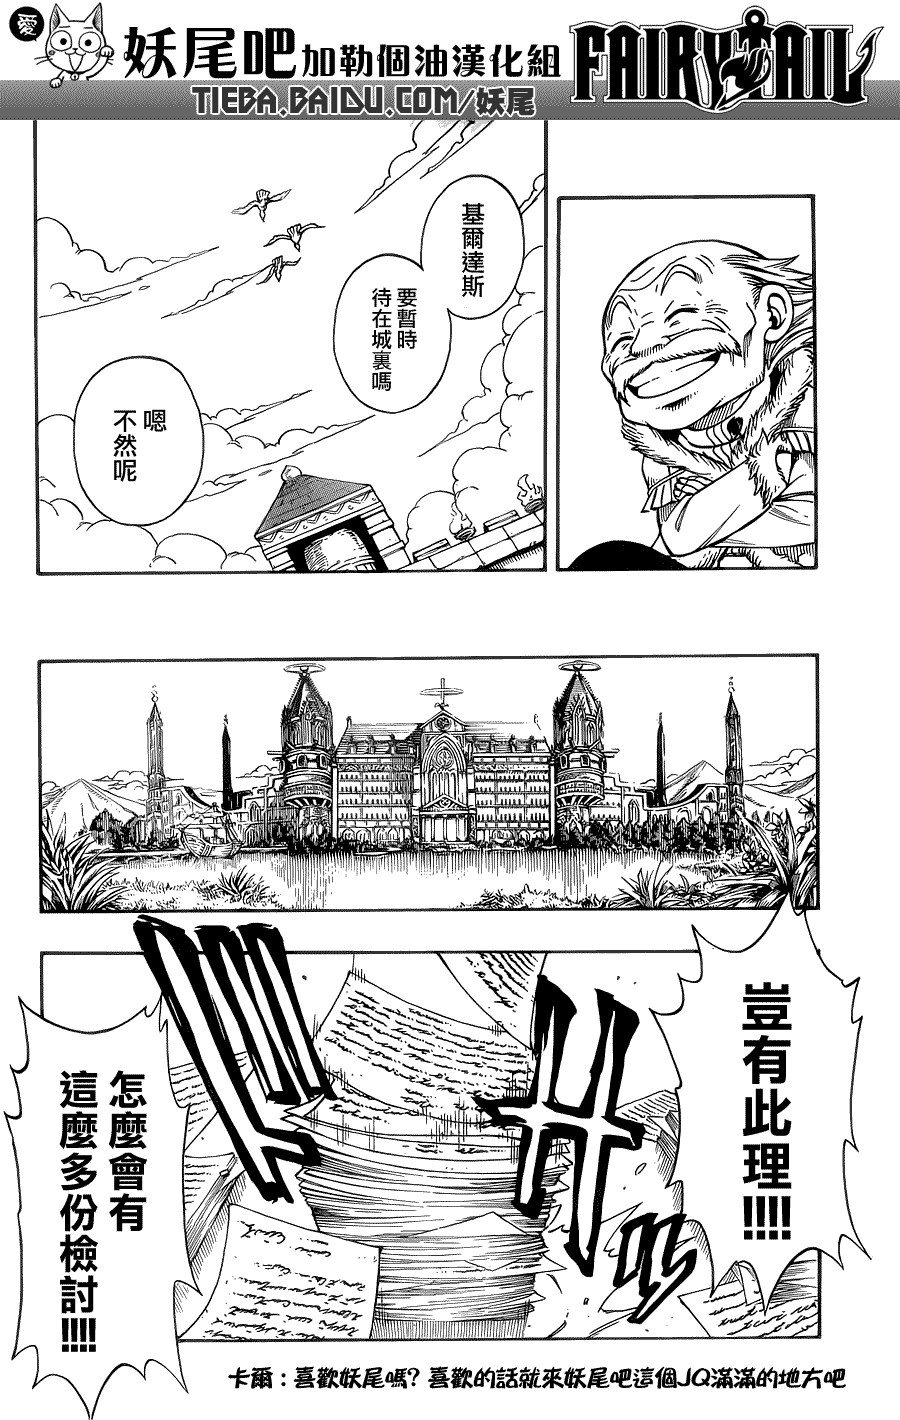 愛
妖尾吧
加勒個油漢化組
FAIRY TAIL
TIEBA.BAIDU.COM/妖尾
基爾達斯
要暫時
待在城裏嗎
嗯
不然呢
豈有此理!!!!
怎麼會有
這麼多份檢討!!!!
卡爾：喜歡妖尾嗎? 喜歡的話就來妖尾吧這個JQ滿滿的地方吧